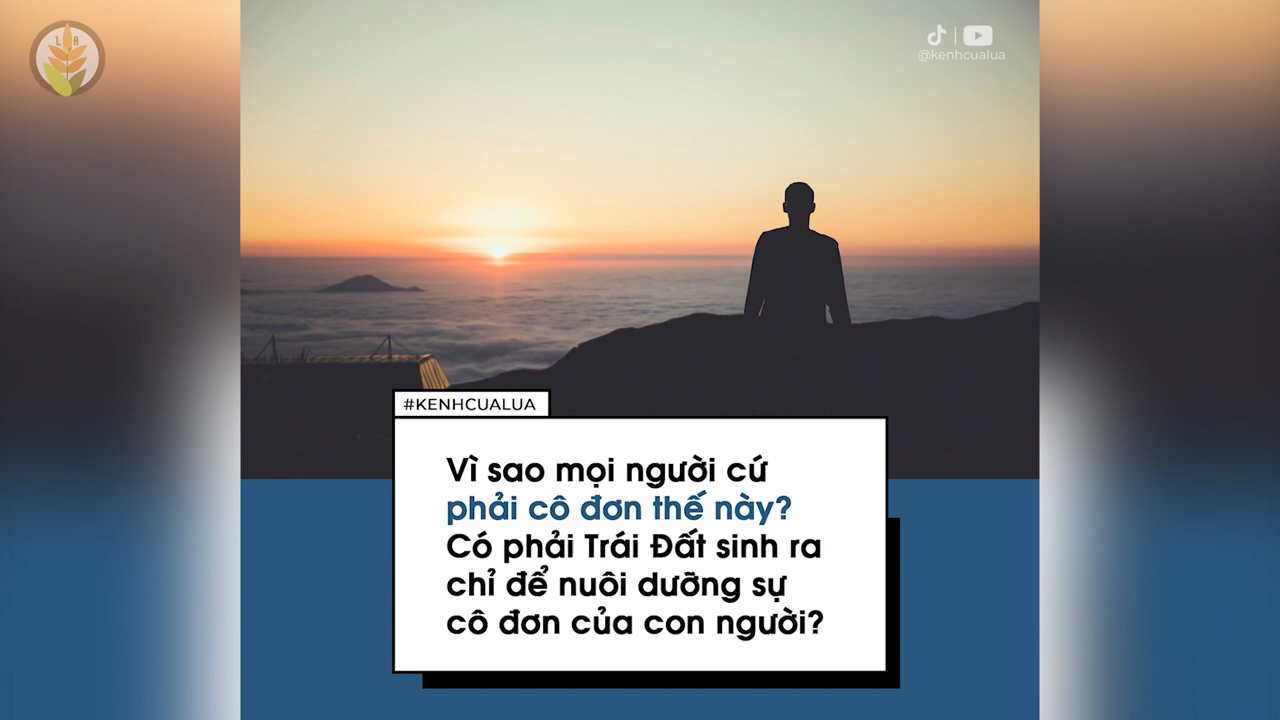 L A
@kenhcualua
#KENHCUALUA
Vì sao mọi người cứ
phải cô đơn thế này?
Có phải Trái Đất sinh ra
chỉ để nuôi dưỡng sự
cô đơn của con người?